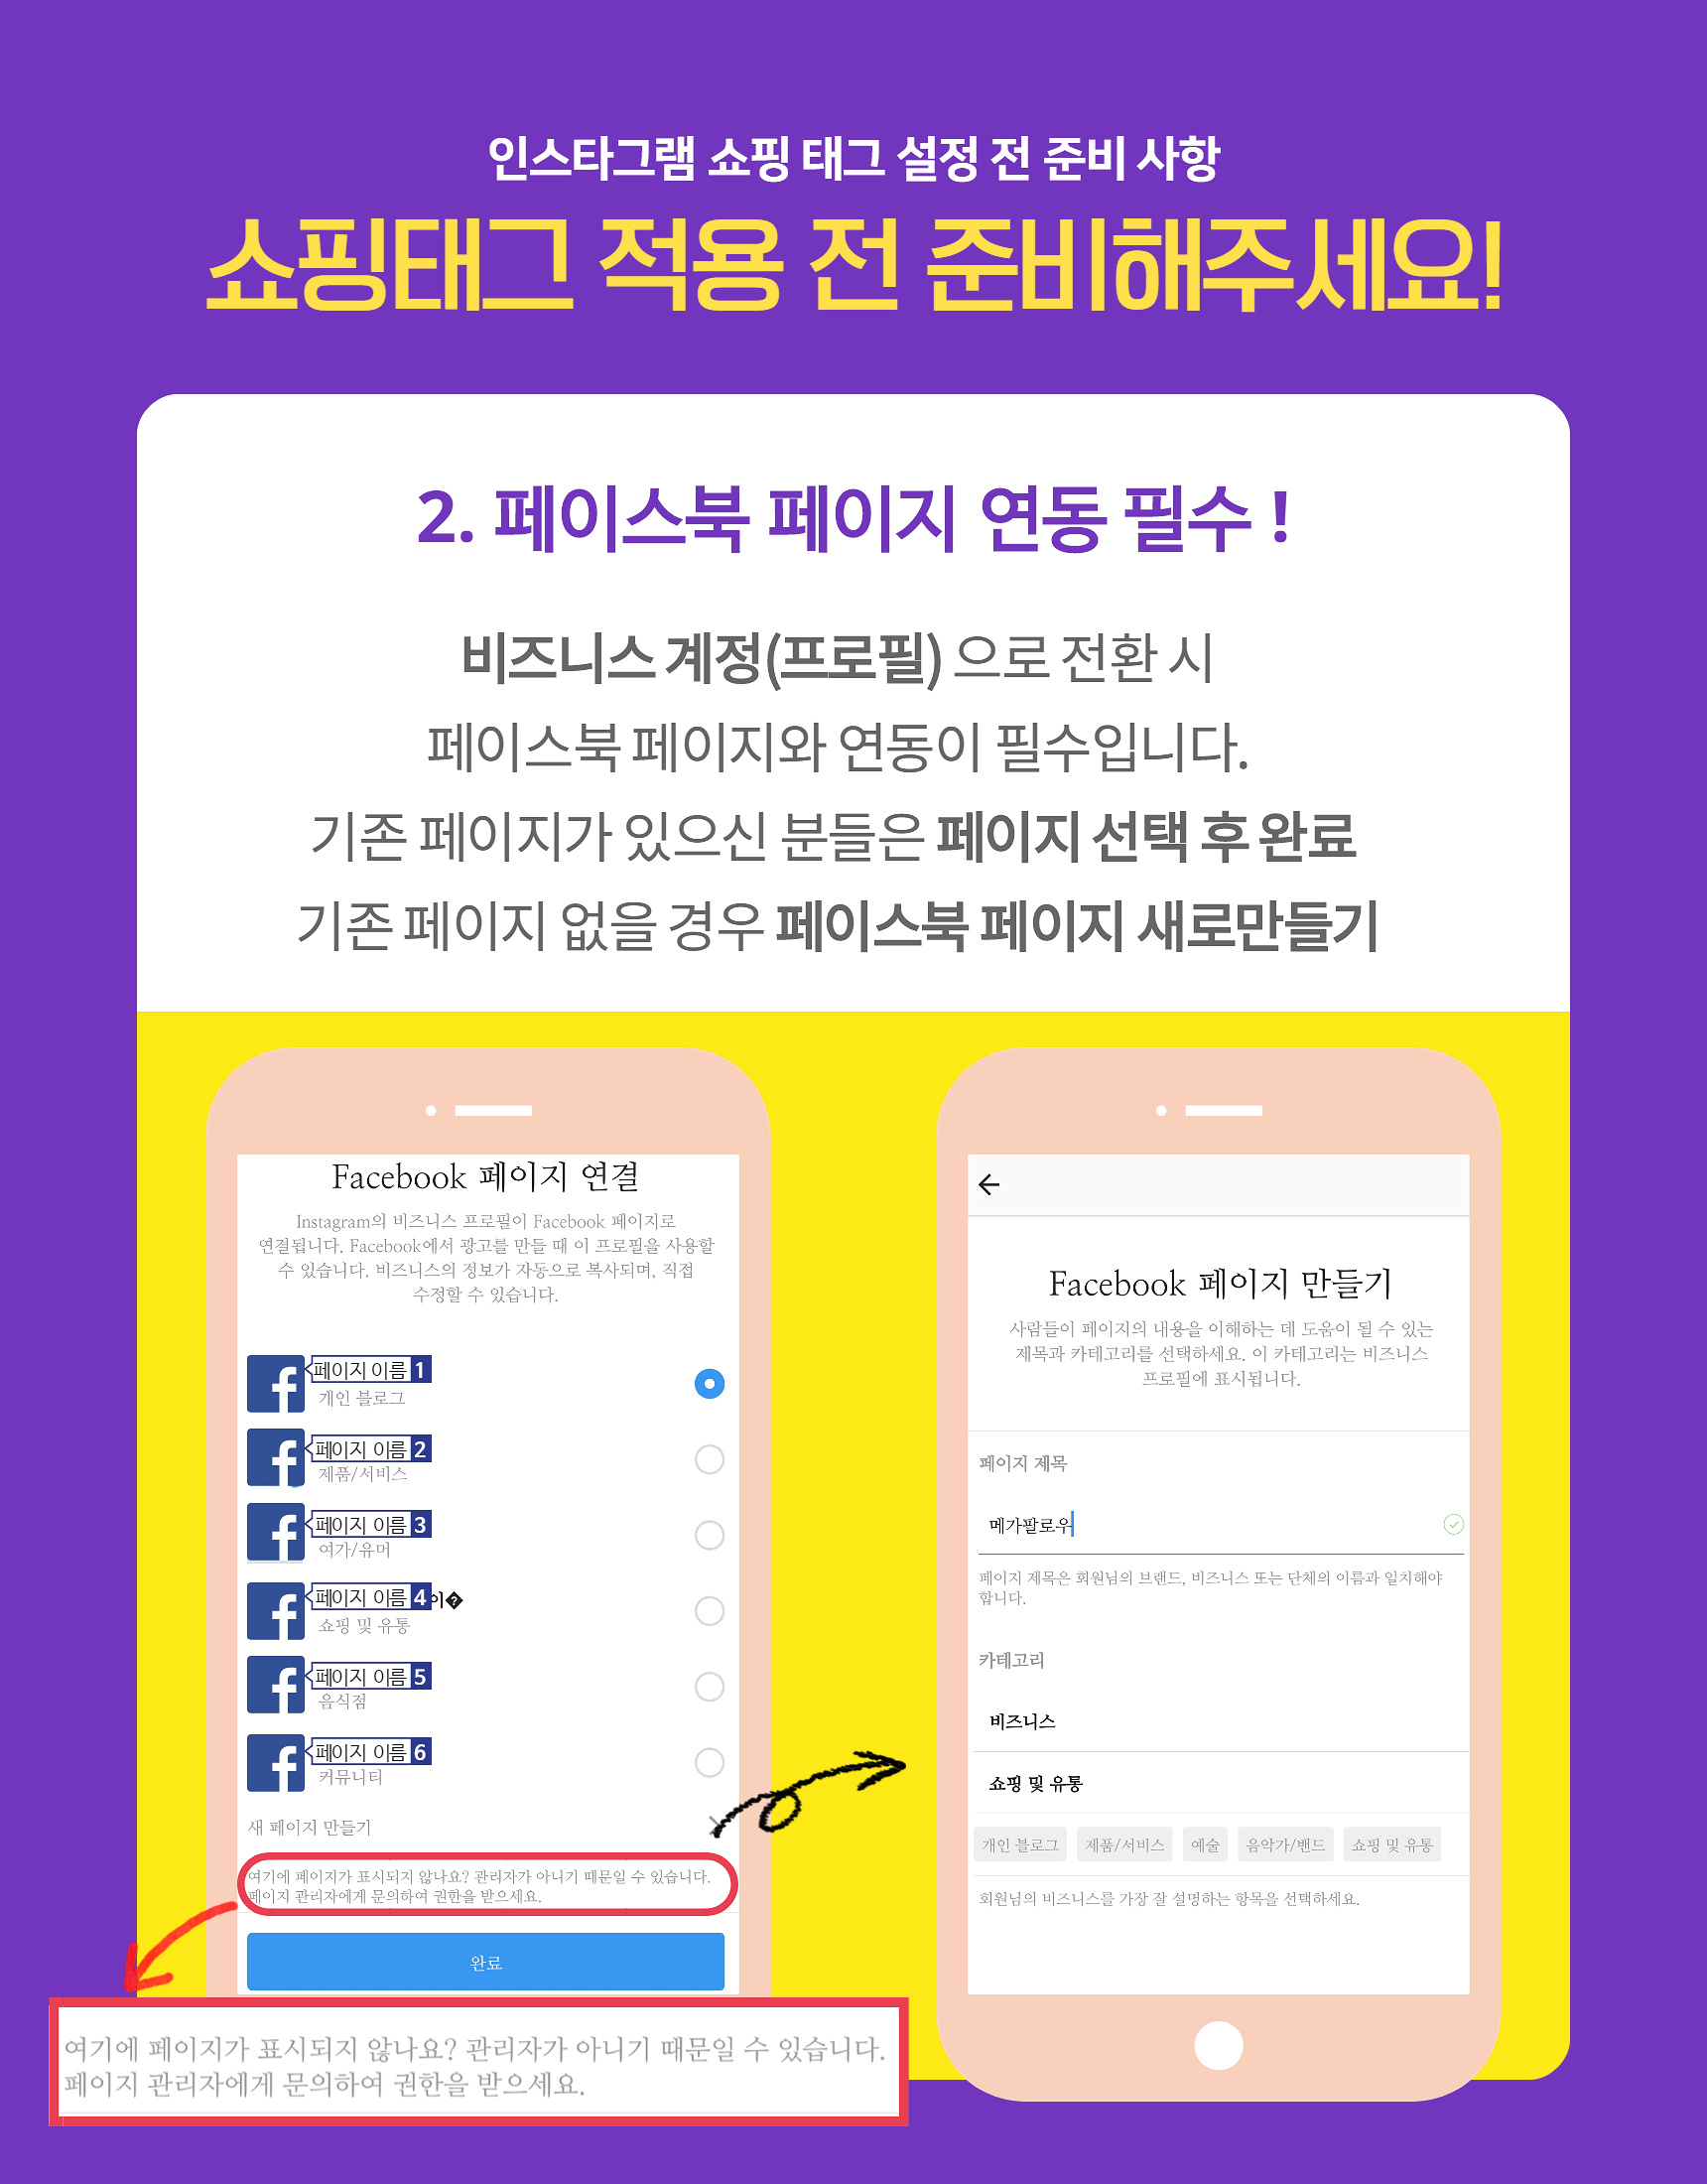 인스타그램 쇼핑 태그 설정 전 준비 사항
쇼핑태그 적용 전 준비해주세요!
2. 페이스북 페이지 연동 필수 !
비즈니스 계정(프로필) 으로 전환 시
페이스북 페이지와 연동이 필수입니다.
기존 페이지가 있으신 분들은 페이지 선택 후 완료
기존 페이지 없을 경우 페이스북 페이지 새로만들기
Facebook 페이지 연결
Instagram의 비즈니스 프로필이 Facebook 페이지로
연결됩니다. Facebook에서 광고를 만들 때 이 프로필을 사용할
수 있습니다. 비즈니스의 정보가 자동으로 복사되며, 직접
수정할 수 있습니다.
페이지 이름 1
개인 블로그
페이지 이름 2
제품/서비스
페이지 이름 3
여가/유머
페이지 이름 4 이�
쇼핑 및 유통
페이지 이름 5
음식점
페이지 이름 6
커뮤니티
새 페이지 만들기
여기에 페이지가 표시되지 않나요? 관리자가 아니기 때문일 수 있습니다.
페이지 관리자에게 문의하여 권한을 받으세요.
완료
여기에 페이지가 표시되지 않나요? 관리자가 아니기 때문일 수 있습니다.
페이지 관리자에게 문의하여 권한을 받으세요.
Facebook 페이지 만들기
사람들이 페이지의 내용을 이해하는 데 도움이 될 수 있는
제목과 카테고리를 선택하세요. 이 카테고리는 비즈니스
프로필에 표시됩니다.
페이지 제목
메가팔로우
페이지 제목은 회원님의 브랜드, 비즈니스 또는 단체의 이름과 일치해야
합니다.
카테고리
비즈니스
쇼핑 및 유통
개인 블로그 제품/서비스 예술 음악가/밴드 쇼핑 및 유통
회원님의 비즈니스를 가장 잘 설명하는 항목을 선택하세요.